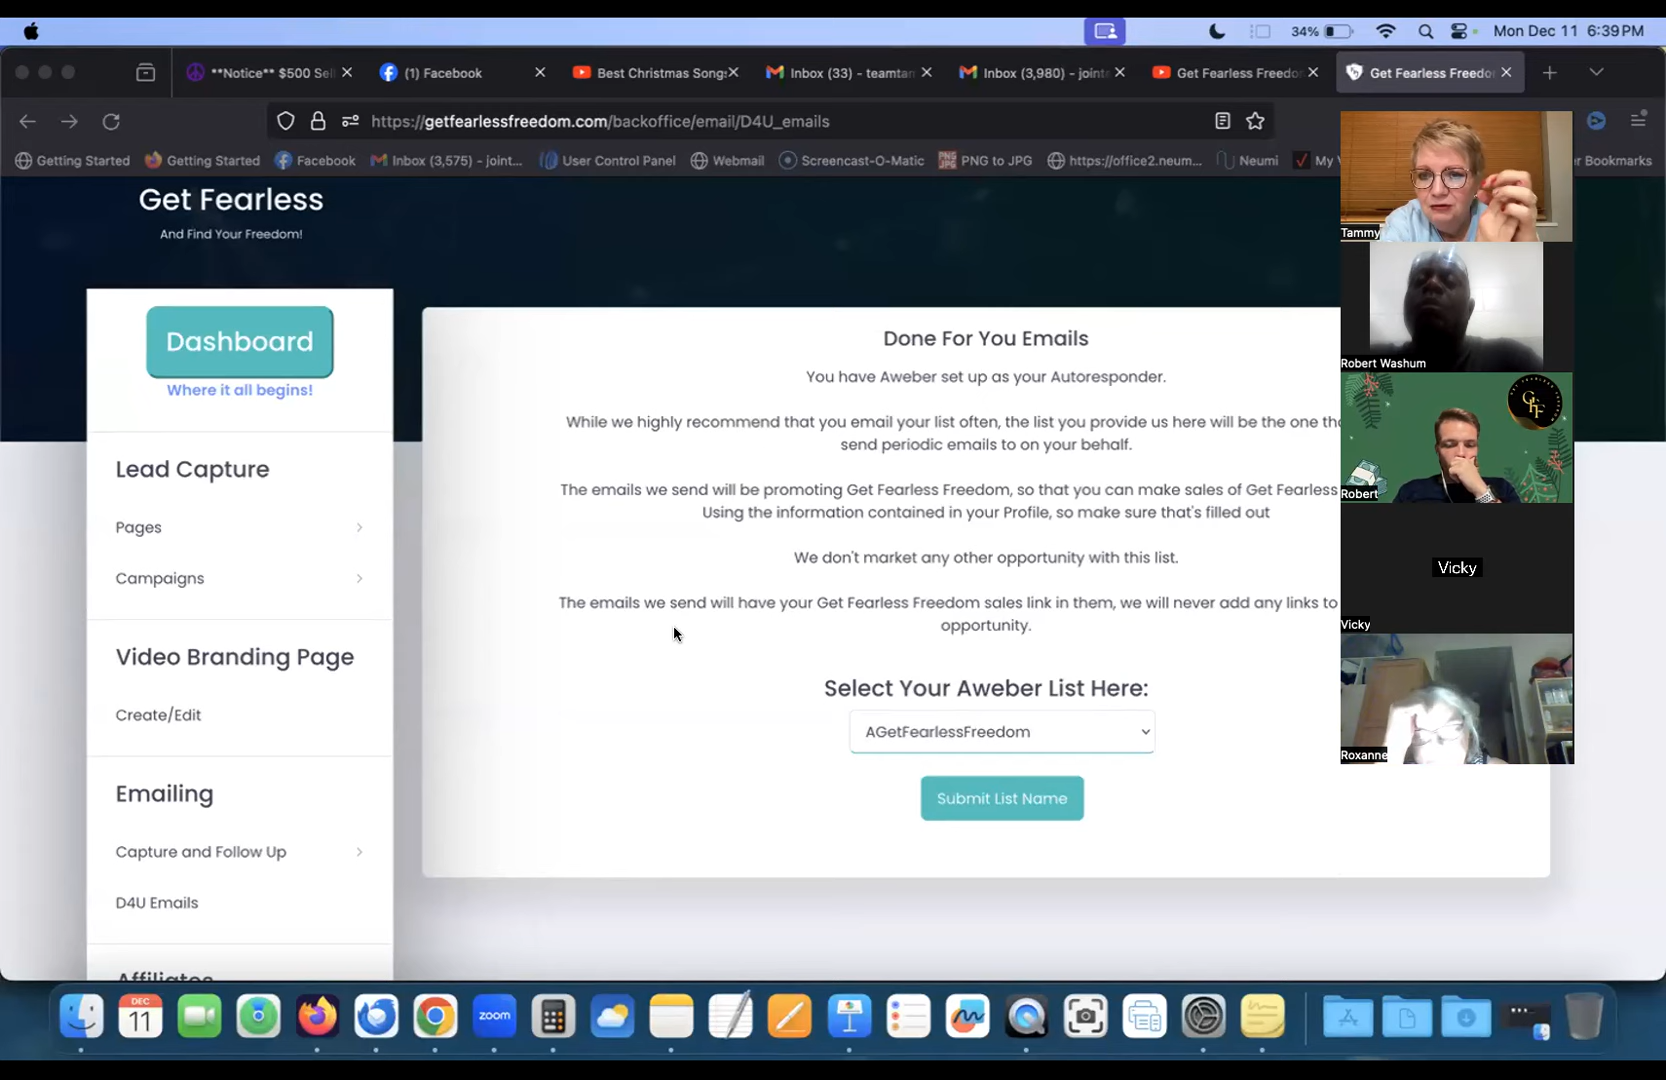 34%
Mon Dec 11 6:39 PM
**Notice** $500 Sel
(1) Facebook
Best Christmas Songs
Inbox (33) - teamtam
Inbox (3,980) - joint
Get Fearless Freedo
Get Fearless Freedo
https://getfearlessfreedom.com/backoffice/email/D4U_emails
Getting Started
Getting Started
Facebook
Inbox (3,575) - joint...
User Control Panel
Webmail
Screencast-O-Matic
PNG to JPG
https://office2.neum...
Neumi
My V
r Bookmarks
Get Fearless
And Find Your Freedom!
Dashboard
Where it all begins!
Lead Capture
Pages
Campaigns
Video Branding Page
Create/Edit
Emailing
Capture and Follow Up
D4U Emails
Affiliates
Done For You Emails
You have Aweber set up as your Autoresponder.
While we highly recommend that you email your list often, the list you provide us here will be the one tha
send periodic emails to on your behalf.
The emails we send will be promoting Get Fearless Freedom, so that you can make sales of Get Fearless
Using the information contained in your Profile, so make sure that's filled out
We don't market any other opportunity with this list.
The emails we send will have your Get Fearless Freedom sales link in them, we will never add any links to
opportunity.
Select Your Aweber List Here:
AGetFearlessFreedom
Submit List Name
Tammy
Robert Washum
GFF
Robert
Vicky
Vicky
Roxanne
DEC
11
zoom